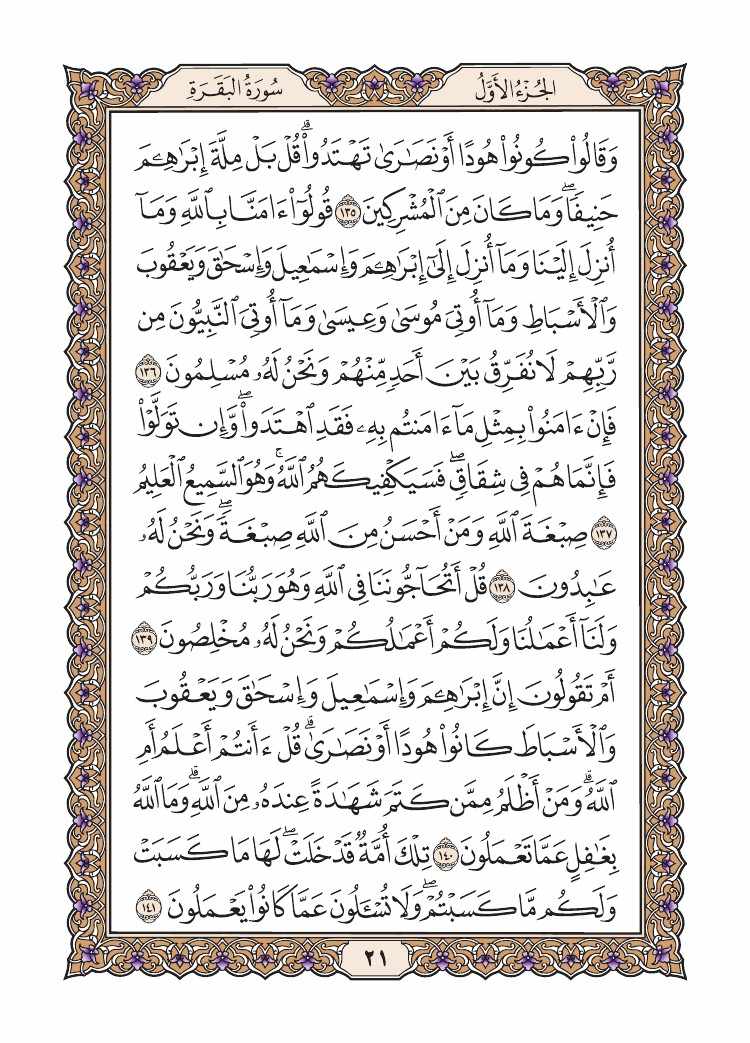 الجُزْءُ الأَوَّلُ
سُورَةُ البَقَرَةِ
وَقَالُوا۟ كُونُوا۟ هُودًا أَوْ نَصَـٰرَىٰ تَهْتَدُوا۟ ۗ قُلْ بَلْ مِلَّةَ إِبْرَٰهِـۧمَ
حَنِيفًا ۖ وَمَا كَانَ مِنَ ٱلْمُشْرِكِينَ ١٣٥ قُولُوٓا۟ ءَامَنَّا بِٱللَّهِ وَمَآ
أُنزِلَ إِلَيْنَا وَمَآ أُنزِلَ إِلَىٰٓ إِبْرَٰهِـۧمَ وَإِسْمَـٰعِيلَ وَإِسْحَـٰقَ وَيَعْقُوبَ
وَٱلْأَسْبَاطِ وَمَآ أُوتِىَ مُوسَىٰ وَعِيسَىٰ وَمَآ أُوتِىَ ٱلنَّبِيُّونَ مِن
رَّبِّهِمْ لَا نُفَرِّقُ بَيْنَ أَحَدٍ مِّنْهُمْ وَنَحْنُ لَهُۥ مُسْلِمُونَ ١٣٦
فَإِنْ ءَامَنُوا۟ بِمِثْلِ مَآ ءَامَنتُم بِهِۦ فَقَدِ ٱهْتَدَوا۟ ۖ وَّإِن تَوَلَّوْا۟
فَإِنَّمَا هُمْ فِى شِقَاقٍ ۖ فَسَيَكْفِيكَهُمُ ٱللَّهُ ۚ وَهُوَ ٱلسَّمِيعُ ٱلْعَلِيمُ
١٣٧ صِبْغَةَ ٱللَّهِ ۖ وَمَنْ أَحْسَنُ مِنَ ٱللَّهِ صِبْغَةً ۖ وَنَحْنُ لَهُۥ
عَـٰبِدُونَ ١٣٨ قُلْ أَتُحَآجُّونَنَا فِى ٱللَّهِ وَهُوَ رَبُّنَا وَرَبُّكُمْ
وَلَنَآ أَعْمَـٰلُنَا وَلَكُمْ أَعْمَـٰلُكُمْ وَنَحْنُ لَهُۥ مُخْلِصُونَ ١٣٩
أَمْ تَقُولُونَ إِنَّ إِبْرَٰهِـۧمَ وَإِسْمَـٰعِيلَ وَإِسْحَـٰقَ وَيَعْقُوبَ
وَٱلْأَسْبَاطَ كَانُوا۟ هُودًا أَوْ نَصَـٰرَىٰ ۗ قُلْ ءَأَنتُمْ أَعْلَمُ أَمِ
ٱللَّهُ ۗ وَمَنْ أَظْلَمُ مِمَّن كَتَمَ شَهَـٰدَةً عِندَهُۥ مِنَ ٱللَّهِ ۗ وَمَا ٱللَّهُ
بِغَـٰفِلٍ عَمَّا تَعْمَلُونَ ١٤٠ تِلْكَ أُمَّةٌ قَدْ خَلَتْ ۖ لَهَا مَا كَسَبَتْ
وَلَكُم مَّا كَسَبْتُمْ ۖ وَلَا تُسْـَٔلُونَ عَمَّا كَانُوا۟ يَعْمَلُونَ ١٤١
٢١